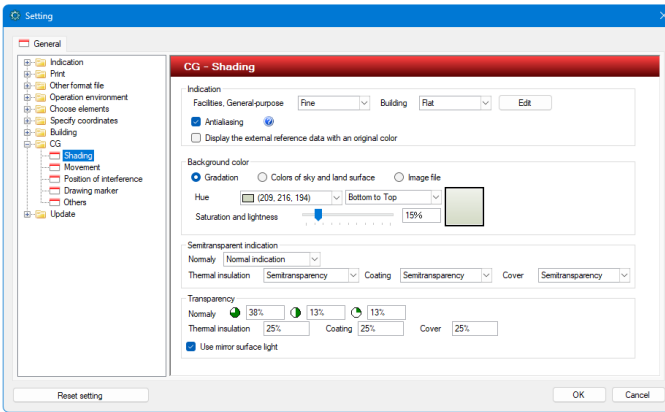 Setting
General
Indication
Print
Other format file
Operation environment
Choose elements
Specify coordinates
Building
CG
Shading
Movement
Position of interference
Drawing marker
Others
Update
CG - Shading
Indication
Facilities, General-purpose Fine Building Flat Edit
Antialiasing
Display the external reference data with an original color
Background color
Gradation Colors of sky and land surface Image file
Hue (209, 216, 194) Bottom to Top
Saturation and lightness 15%
Semitransparent indication
Normaly Normal indication
Thermal insulation Semitransparency Coating Semitransparency Cover Semitransparency
Transparency
Normaly 38% 13% 13%
Thermal insulation 25% Coating 25% Cover 25%
Use mirror surface light
Reset setting OK Cancel